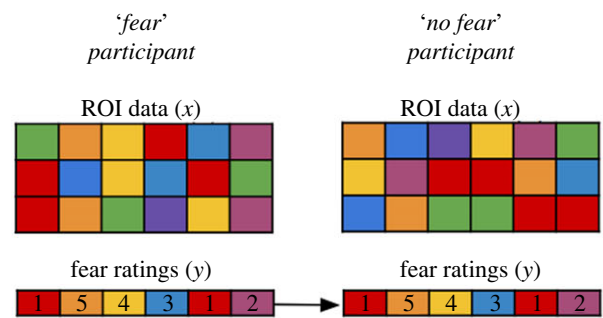 ‘fear’
participant
ROI data (x)
1 5 4 3 1 2
fear ratings (y)
‘no fear’
participant
ROI data (x)
fear ratings (y)
1 5 4 3 1 2